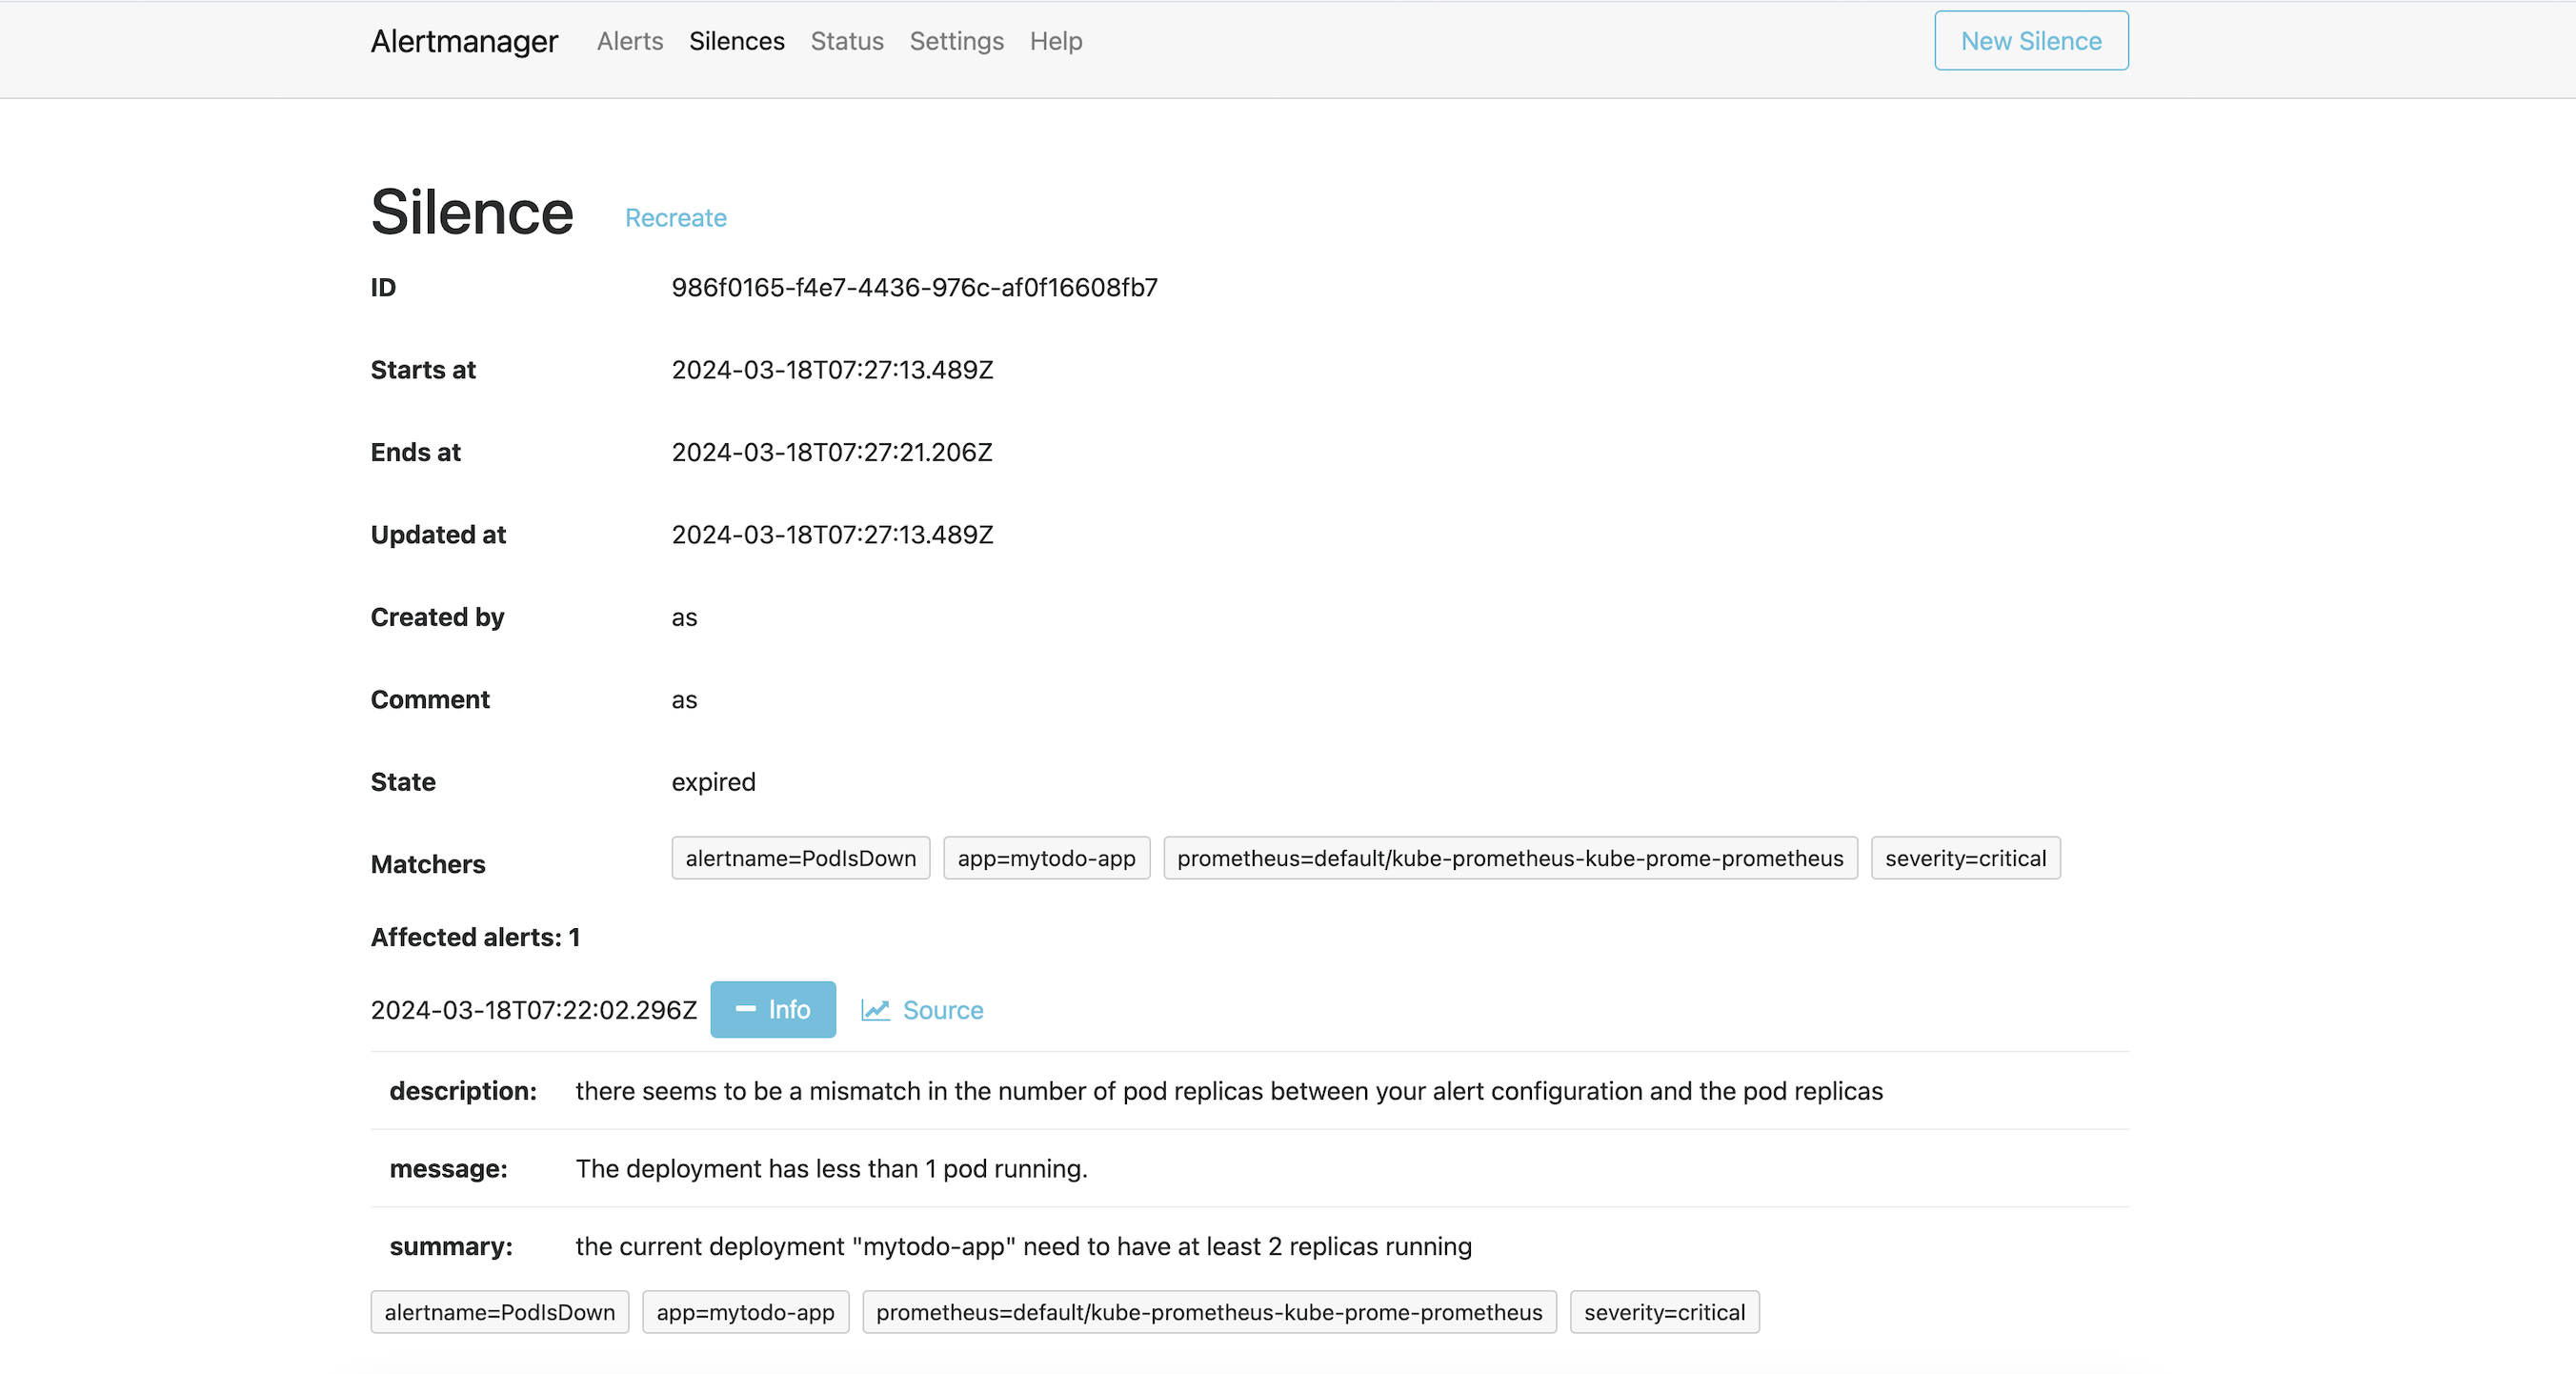 Alertmanager Alerts Silences Status Settings Help New Silence
Silence Recreate
ID 986f0165-f4e7-4436-976c-af0f16608fb7
Starts at 2024-03-18T07:27:13.489Z
Ends at 2024-03-18T07:27:21.206Z
Updated at 2024-03-18T07:27:13.489Z
Created by as
Comment as
State expired
Matchers alertname=PodIsDown app=mytodo-app prometheus=default/kube-prometheus-kube-prome-prometheus severity=critical
Affected alerts: 1
2024-03-18T07:22:02.296Z Info Source
description: there seems to be a mismatch in the number of pod replicas between your alert configuration and the pod replicas
message: The deployment has less than 1 pod running.
summary: the current deployment "mytodo-app" need to have at least 2 replicas running
alertname=PodIsDown app=mytodo-app prometheus=default/kube-prometheus-kube-prome-prometheus severity=critical